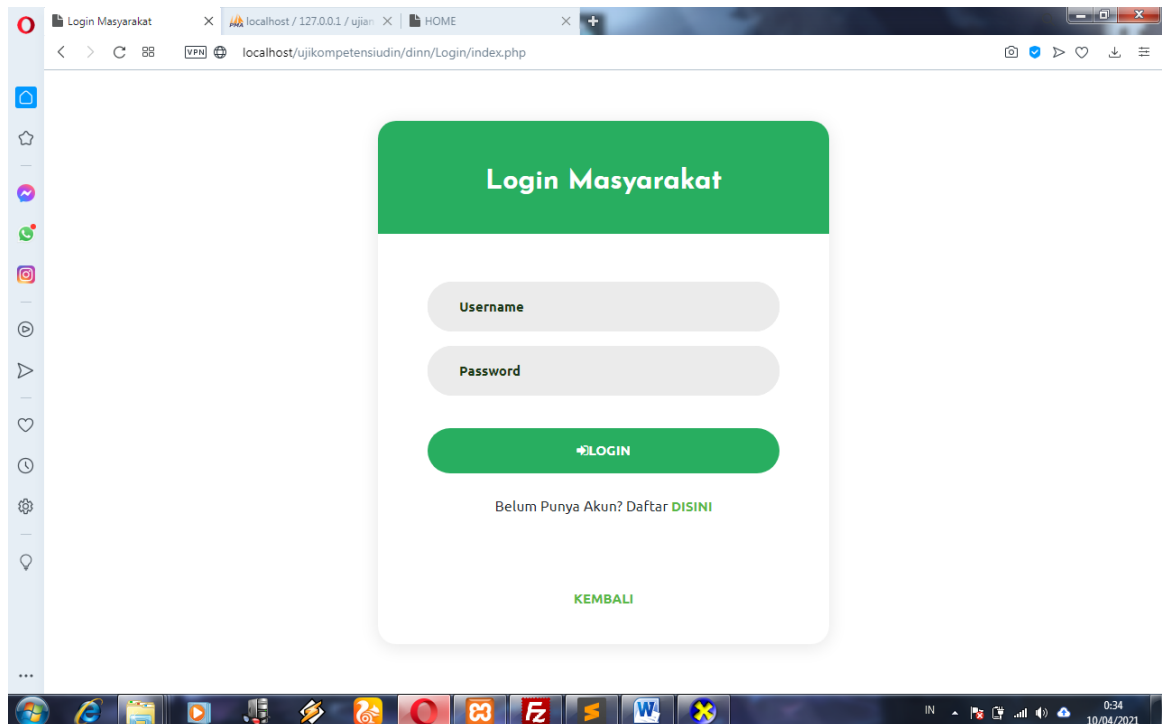 Login Masyarakat
localhost / 127.0.0.1 / ujian
HOME
VPN
localhost/ujikompetensiudin/dinn/Login/index.php
Login Masyarakat
Username
Password
LOGIN
Belum Punya Akun? Daftar DISINI
KEMBALI
IN
0:34
10/04/2021